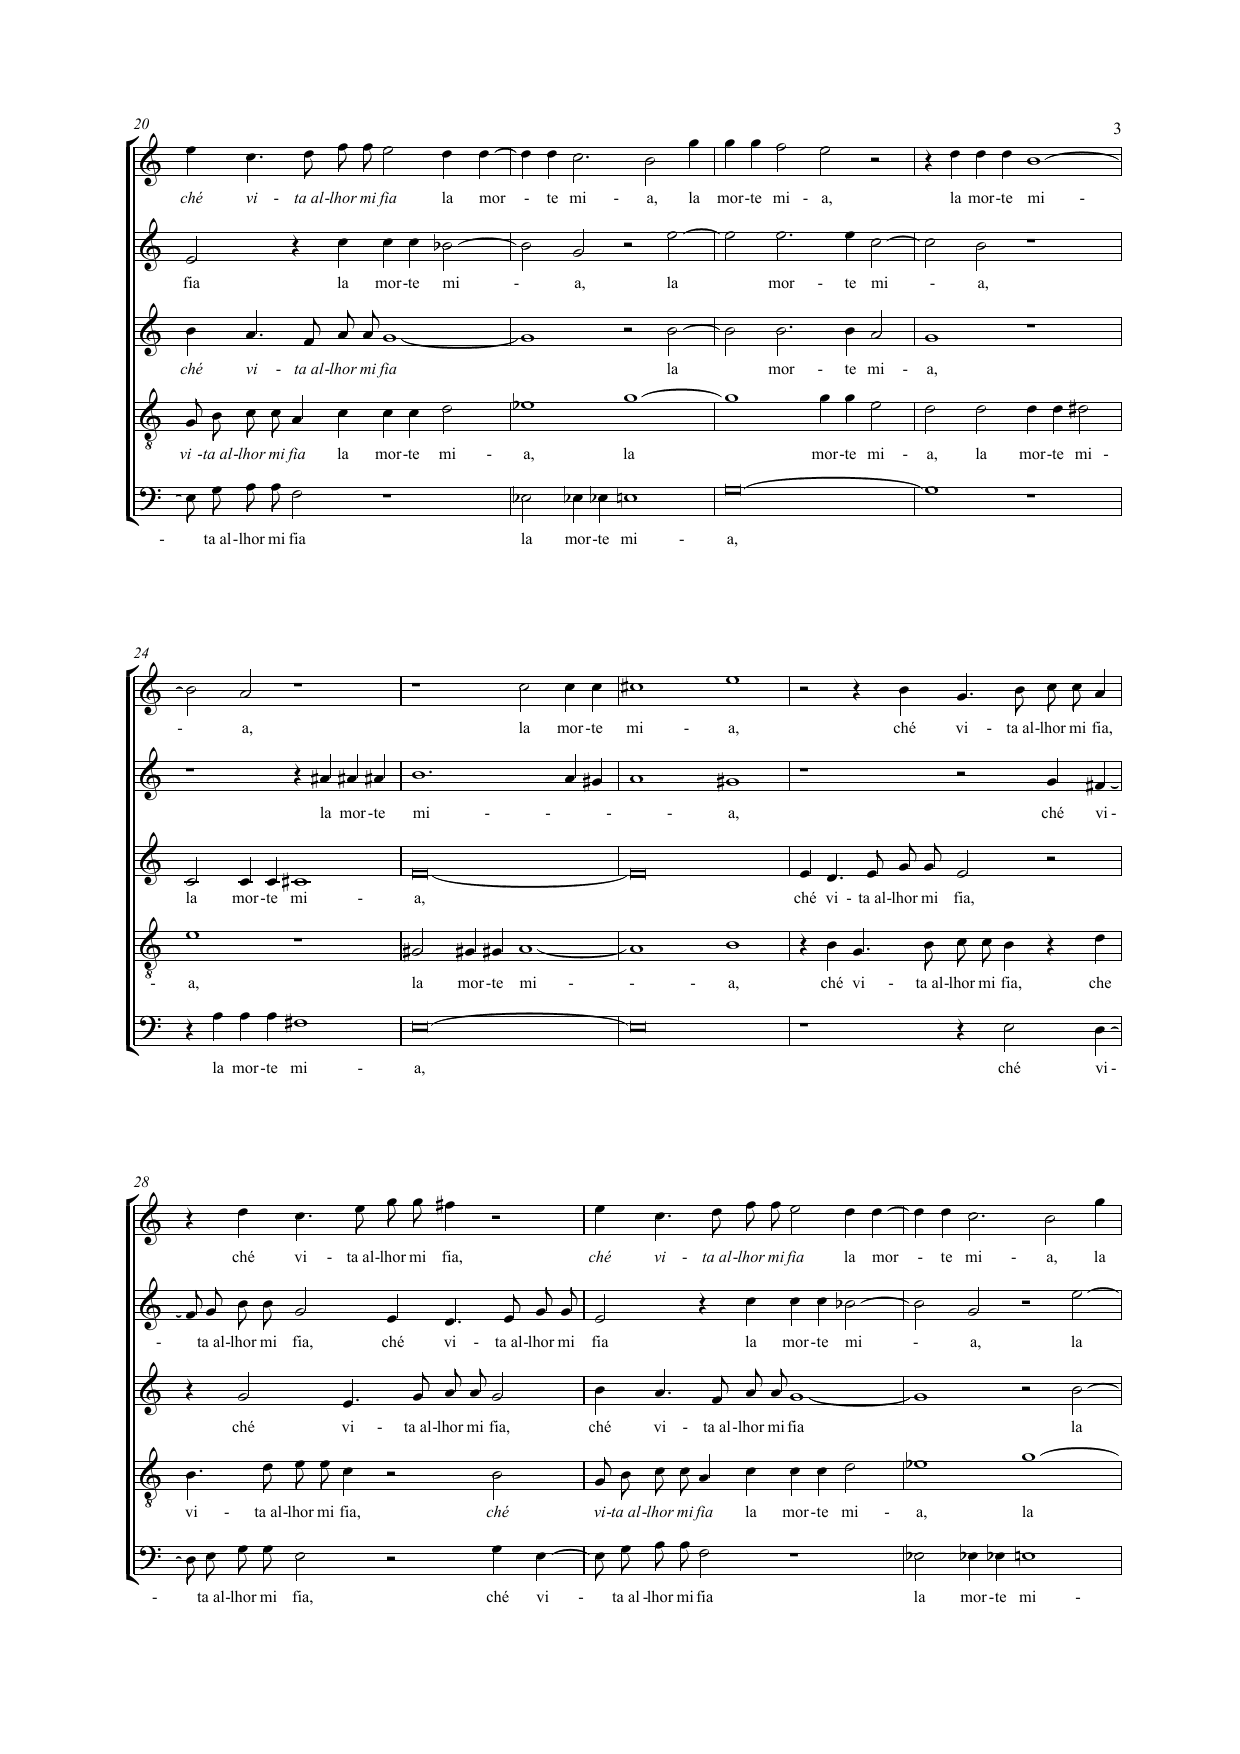 20
3
ché vi - ta al-lhor mi fia la mor - te mi - a, la mor-te mi - a, la mor-te mi -
fia la mor-te mi - a, la mor - te mi - a,
ché vi - ta al-lhor mi fia la mor - te mi - a,
8
vi -ta al-lhor mi fia la mor-te mi - a, la mor-te mi - a, la mor-te mi -
- ta al-lhor mi fia la mor-te mi - a,
24
- a, la mor-te mi - a, ché vi - ta al-lhor mi fia,
la mor-te mi - - - - a, ché vi-
la mor-te mi - a, ché vi - ta al-lhor mi fia,
8
- a, la mor-te mi - - - a, ché vi - ta al-lhor mi fia, che
la mor-te mi - a, ché vi-
28
ché vi - ta al-lhor mi fia, ché vi - ta al-lhor mi fia la mor - te mi - a, la
- ta al-lhor mi fia, ché vi - ta al-lhor mi fia la mor-te mi - a, la
ché vi - ta al-lhor mi fia, ché vi - ta al-lhor mi fia la
8
vi - ta al-lhor mi fia, ché vi-ta al-lhor mi fia la mor-te mi - a, la
- ta al-lhor mi fia, ché vi - ta al-lhor mi fia la mor-te mi -